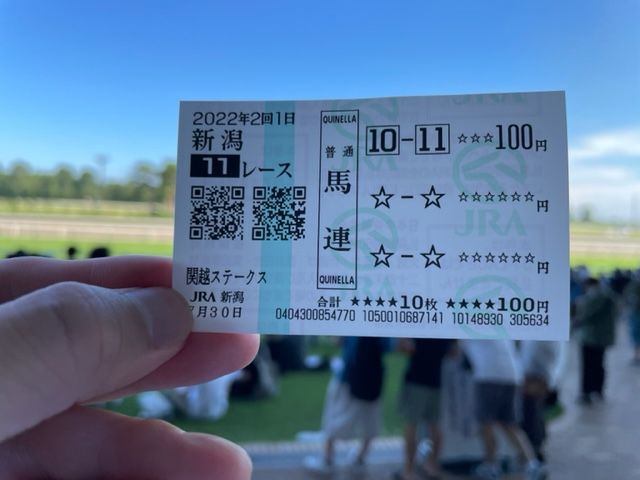 2022年2回1日
新潟
11レース
関越ステークス
JRA 新潟
月30日
QUINELLA
普通
馬連
QUINELLA
10-11 ☆☆☆100円
☆-☆ ☆☆☆☆☆☆円
☆-☆ ☆☆☆☆☆☆円
合計 ★★★★10枚 ★★★★100円
0404300854770 1050010687141 10148930 305634
JRA
JRA